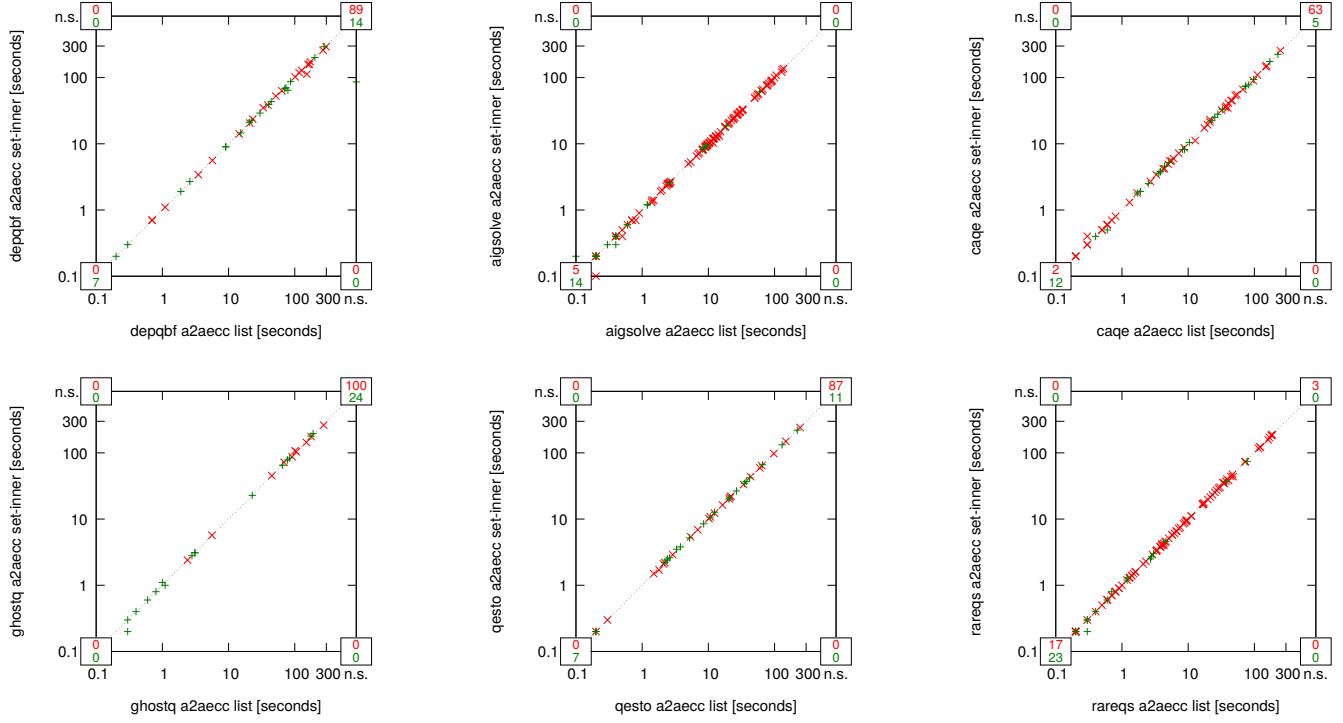 n.s. 0 0 89 14
300
100
10
1
0.1
0 7 0 0
0.1 1 10 100 300 n.s.
depqbf a2aecc set-inner [seconds]
depqbf a2aecc list [seconds]
n.s. 0 0 0 0
300
100
10
1
0.1
5 14 0 0
0.1 1 10 100 300 n.s.
aigsolve a2aecc set-inner [seconds]
aigsolve a2aecc list [seconds]
n.s. 0 0 63 5
300
100
10
1
0.1
2 12 0 0
0.1 1 10 100 300 n.s.
caqe a2aecc set-inner [seconds]
caqe a2aecc list [seconds]
n.s. 0 0 100 24
300
100
10
1
0.1
0 0 0 0
0.1 1 10 100 300 n.s.
ghostq a2aecc set-inner [seconds]
ghostq a2aecc list [seconds]
n.s. 0 0 87 11
300
100
10
1
0.1
0 7 0 0
0.1 1 10 100 300 n.s.
qesto a2aecc set-inner [seconds]
qesto a2aecc list [seconds]
n.s. 0 0 3 0
300
100
10
1
0.1
17 23 0 0
0.1 1 10 100 300 n.s.
rareqs a2aecc set-inner [seconds]
rareqs a2aecc list [seconds]